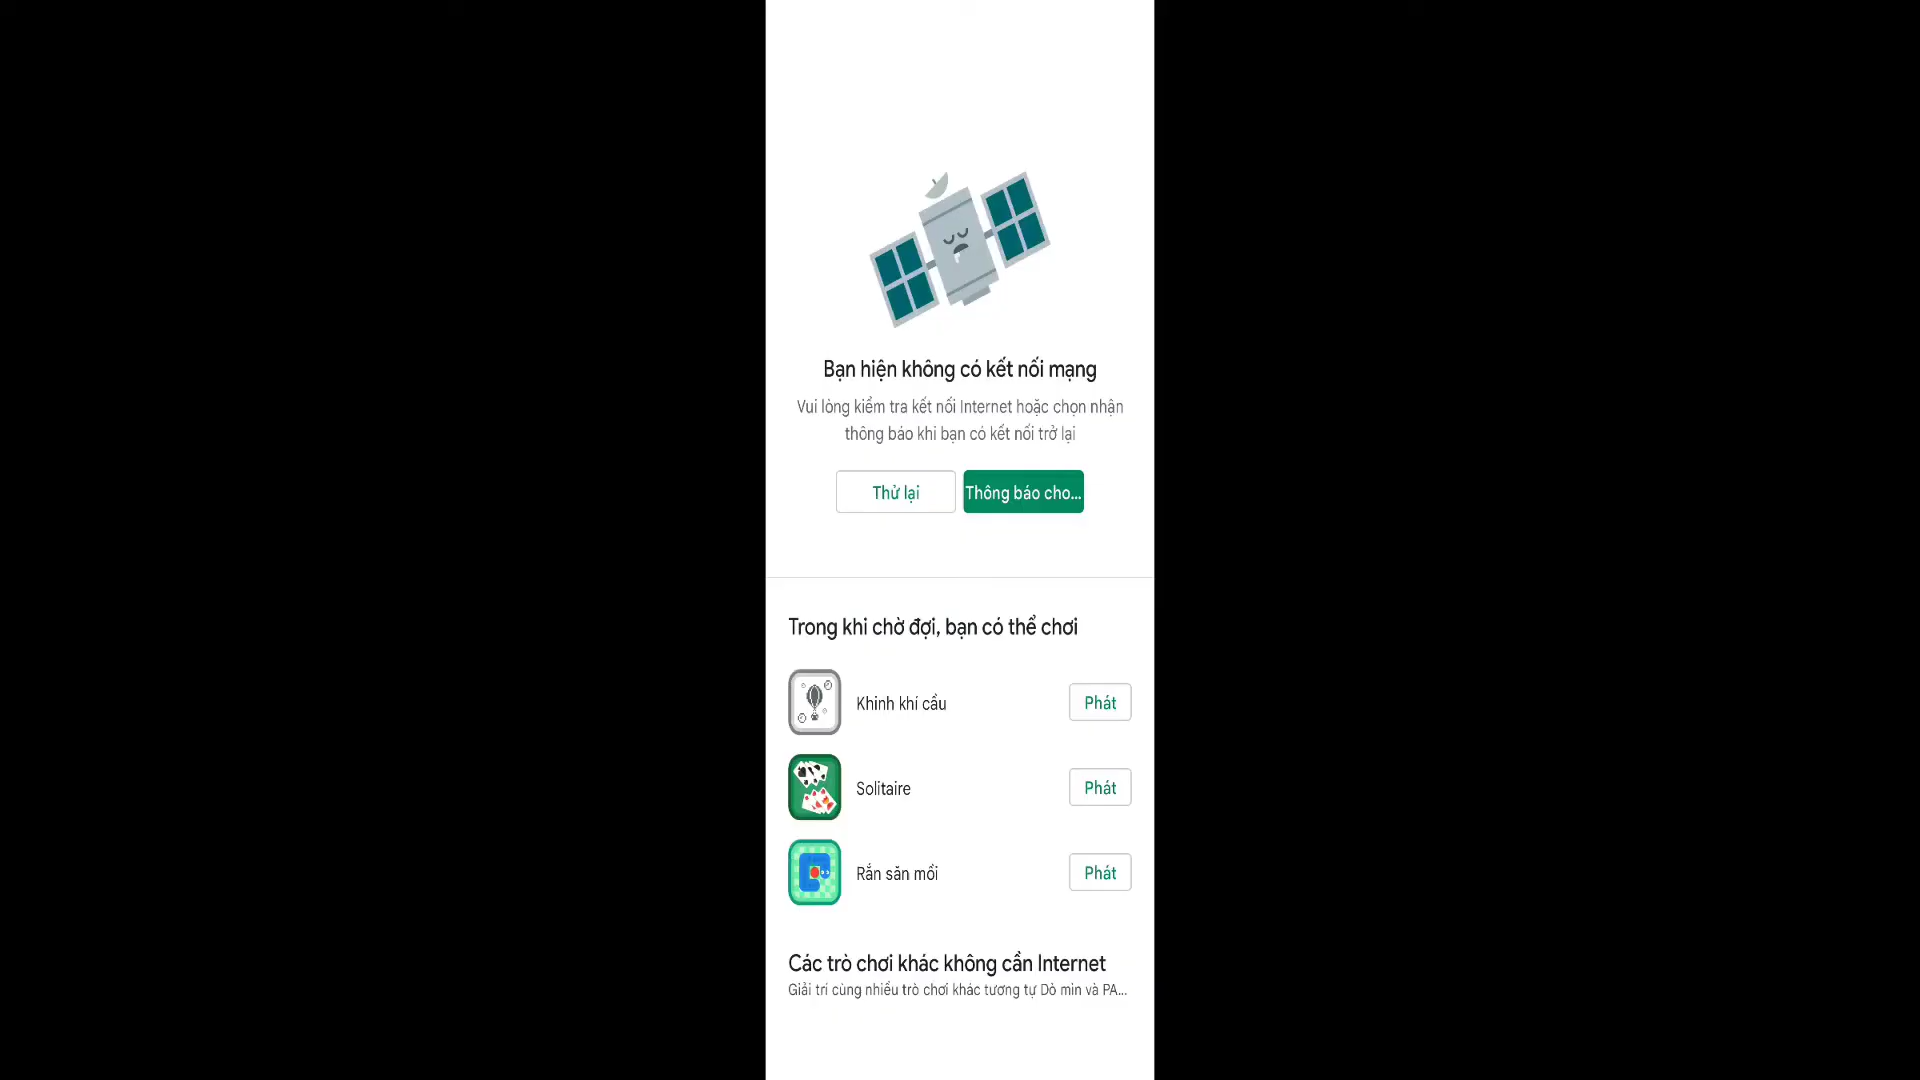 Bạn hiện không có kết nối mạng
Vui lòng kiểm tra kết nối Internet hoặc chọn nhận
thông báo khi bạn có kết nối trở lại
Thử lại
Thông báo cho...
Trong khi chờ đợi, bạn có thể chơi
Khinh khí cầu
Phát
Solitaire
Phát
Rắn săn mồi
Phát
Các trò chơi khác không cần Internet
Giải trí cùng nhiều trò chơi khác tương tự Dò mìn và PA...